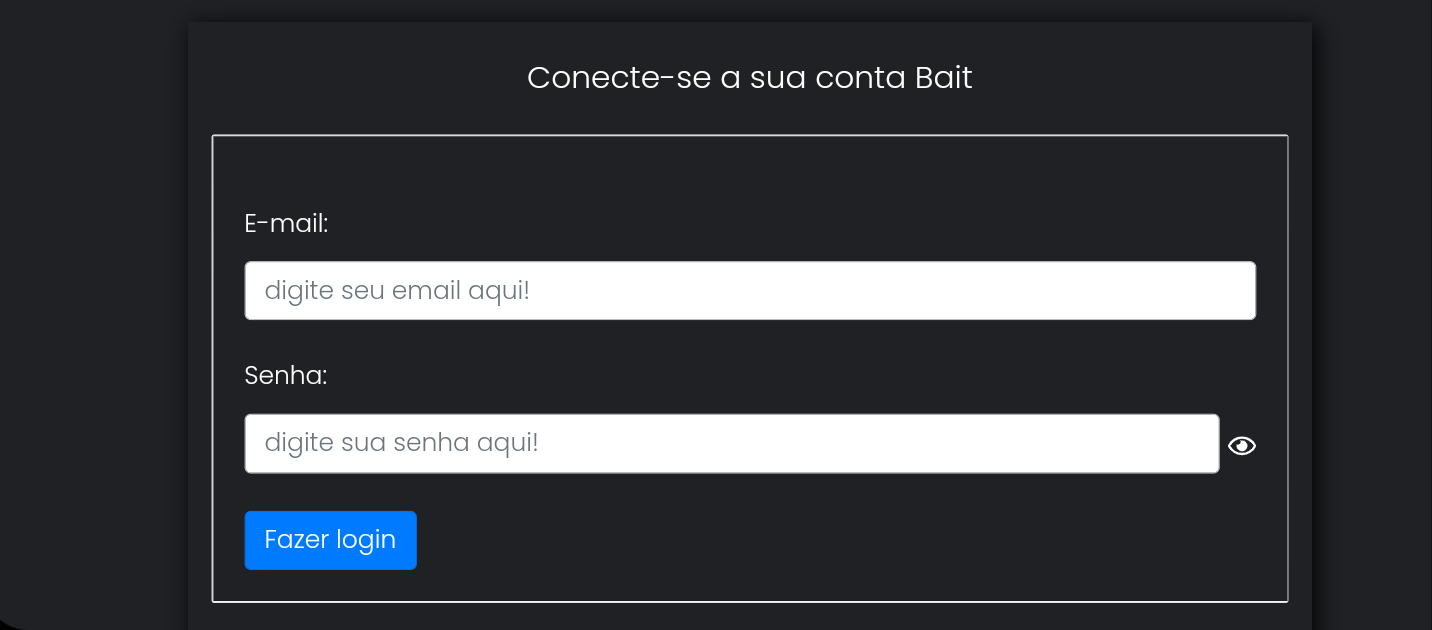 Conecte-se a sua conta Bait
E-mail:
digite seu email aqui!
Senha:
digite sua senha aqui!
Fazer login